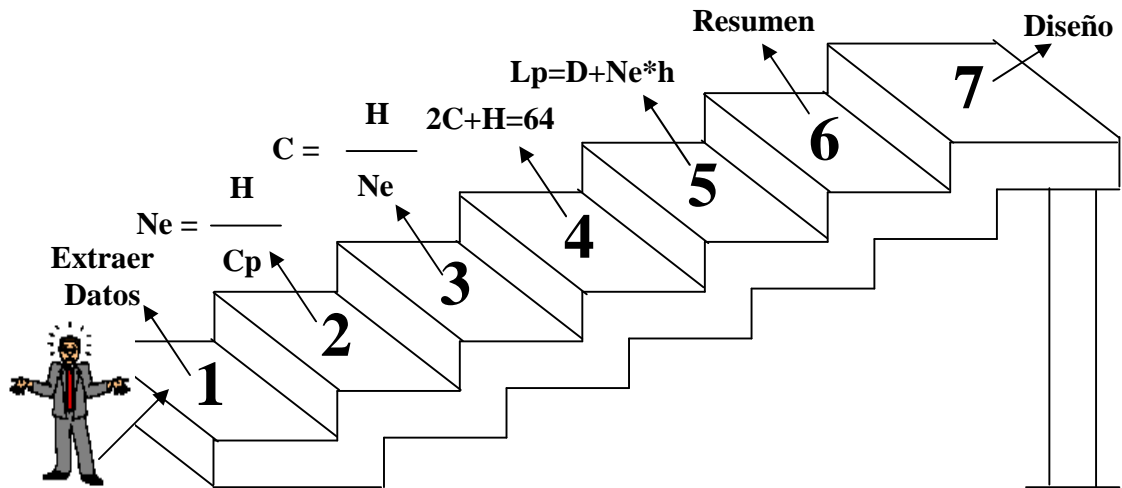 Extraer
Datos
1
Ne = H
Cp
2
C = H
Ne
3
2C+H=64
4
Lp=D+Ne*h
5
Resumen
6
Diseño
7